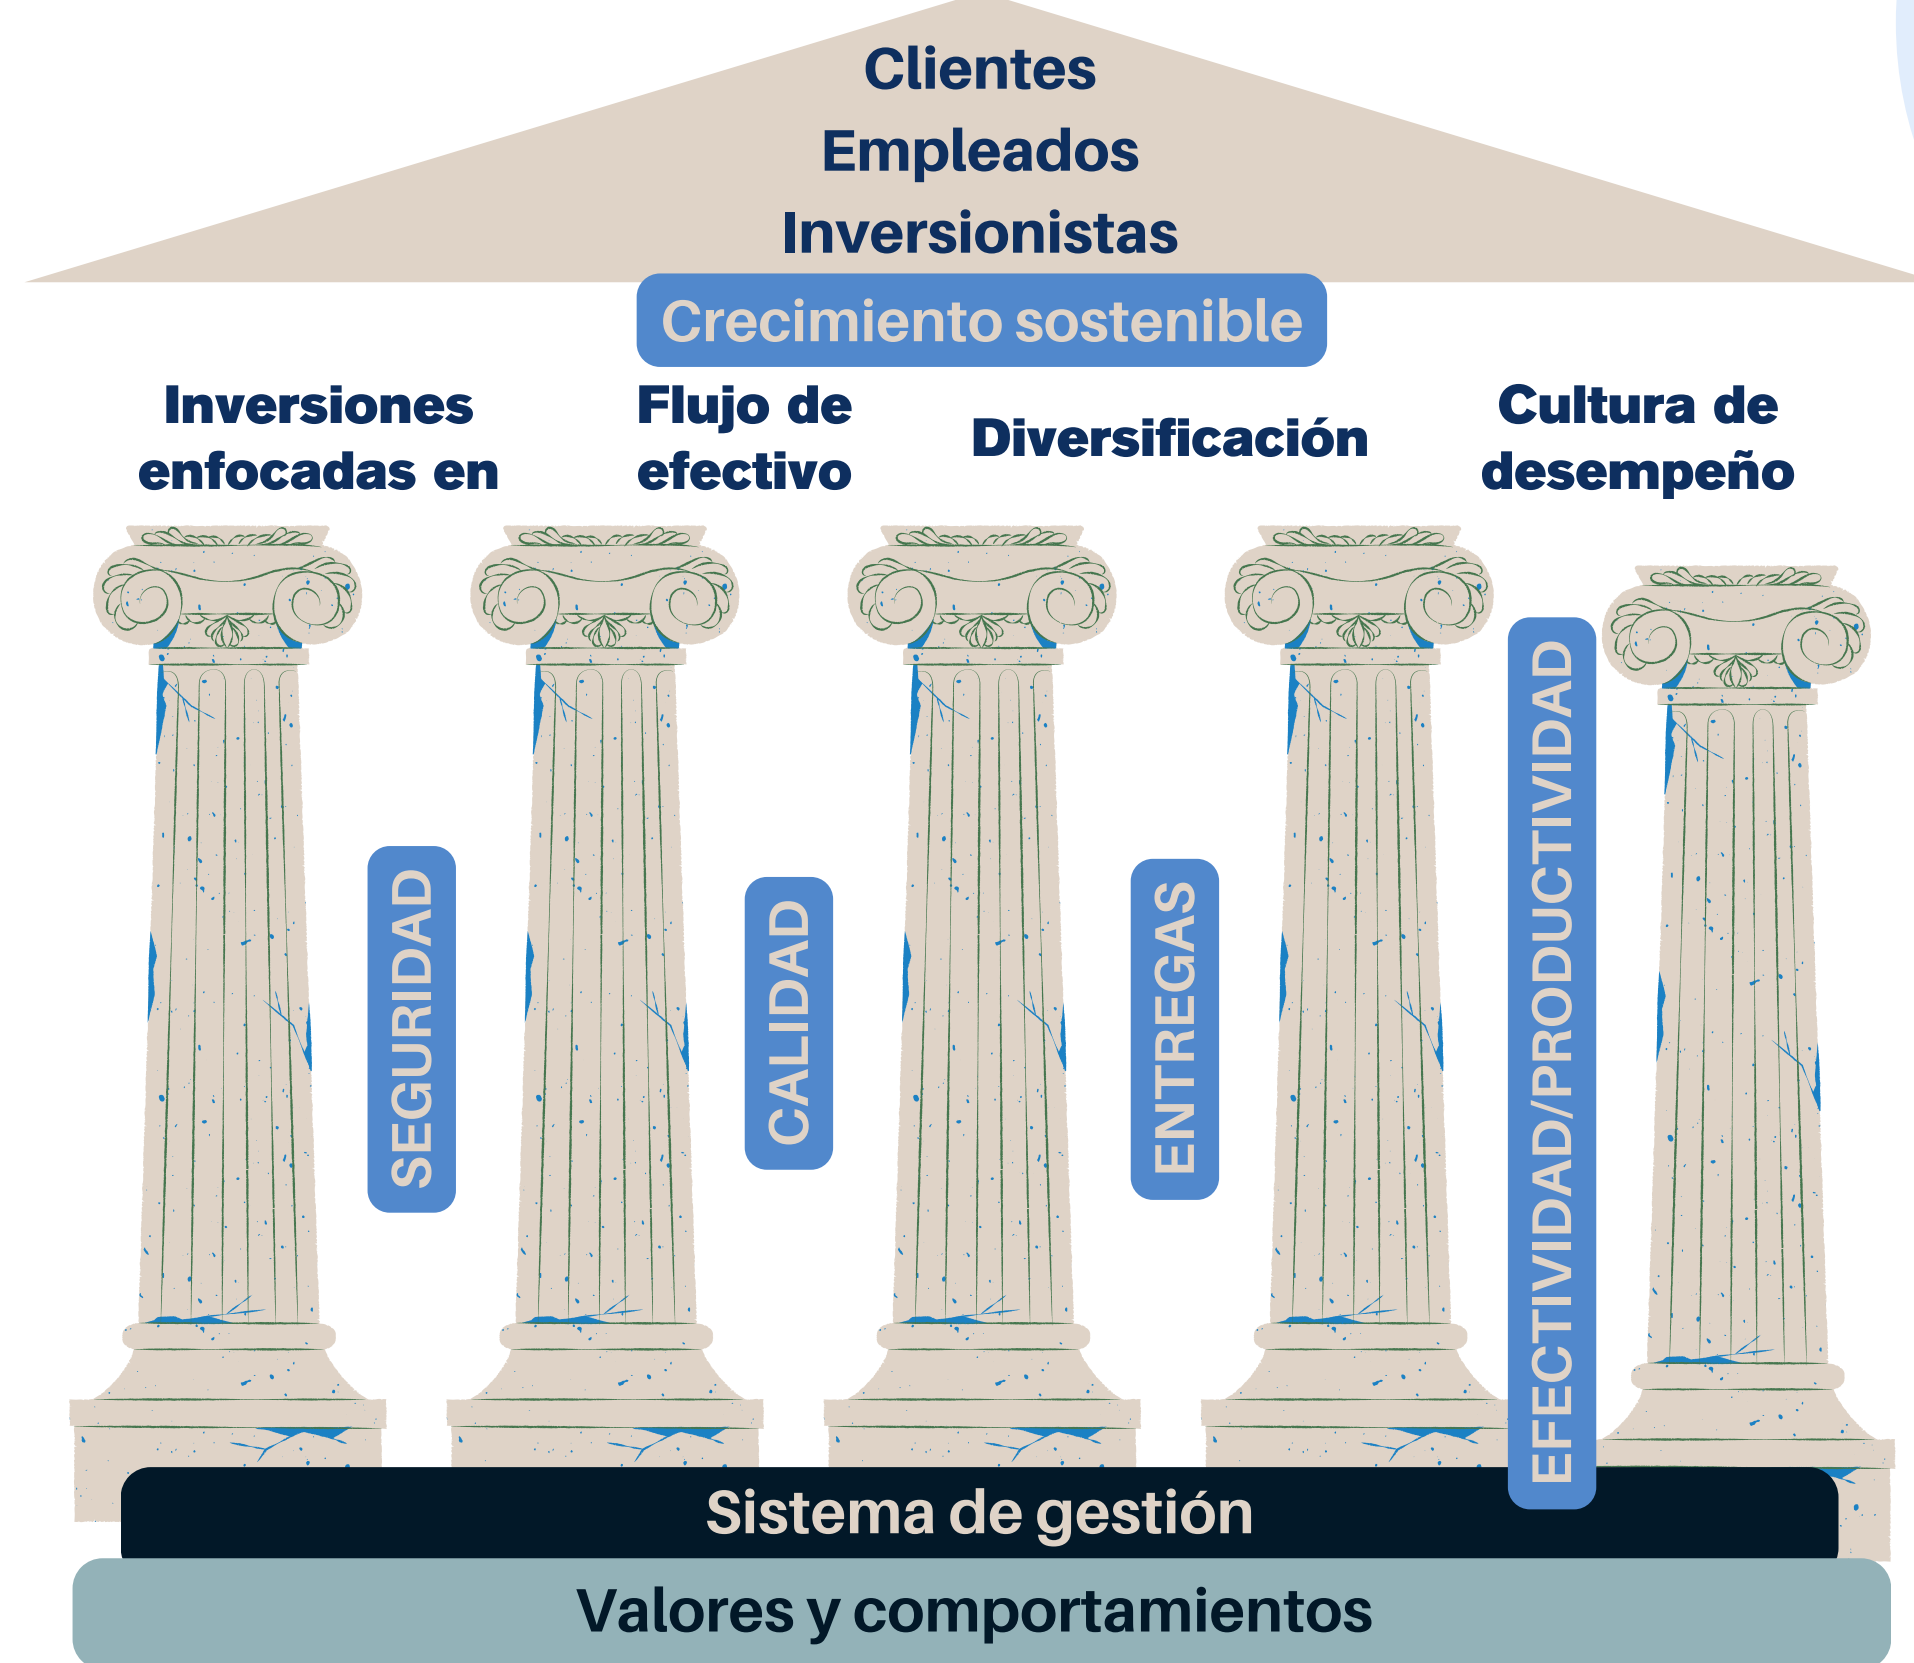 Clientes
Empleados
Inversionistas
Crecimiento sostenible
Inversiones
enfocadas en
Flujo de
efectivo
Diversificación
Cultura de
desempeño
SEGURIDAD
CALIDAD
ENTREGAS
EFECTIVIDAD/PRODUCTIVIDAD
Sistema de gestión
Valores y comportamientos